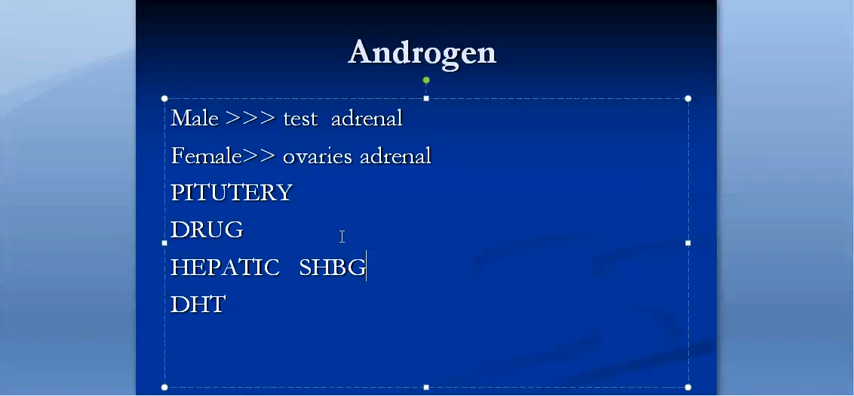 Androgen
Male >>> test  adrenal
Female>> ovaries adrenal
PITUTERY
DRUG
HEPATIC   SHBG
DHT